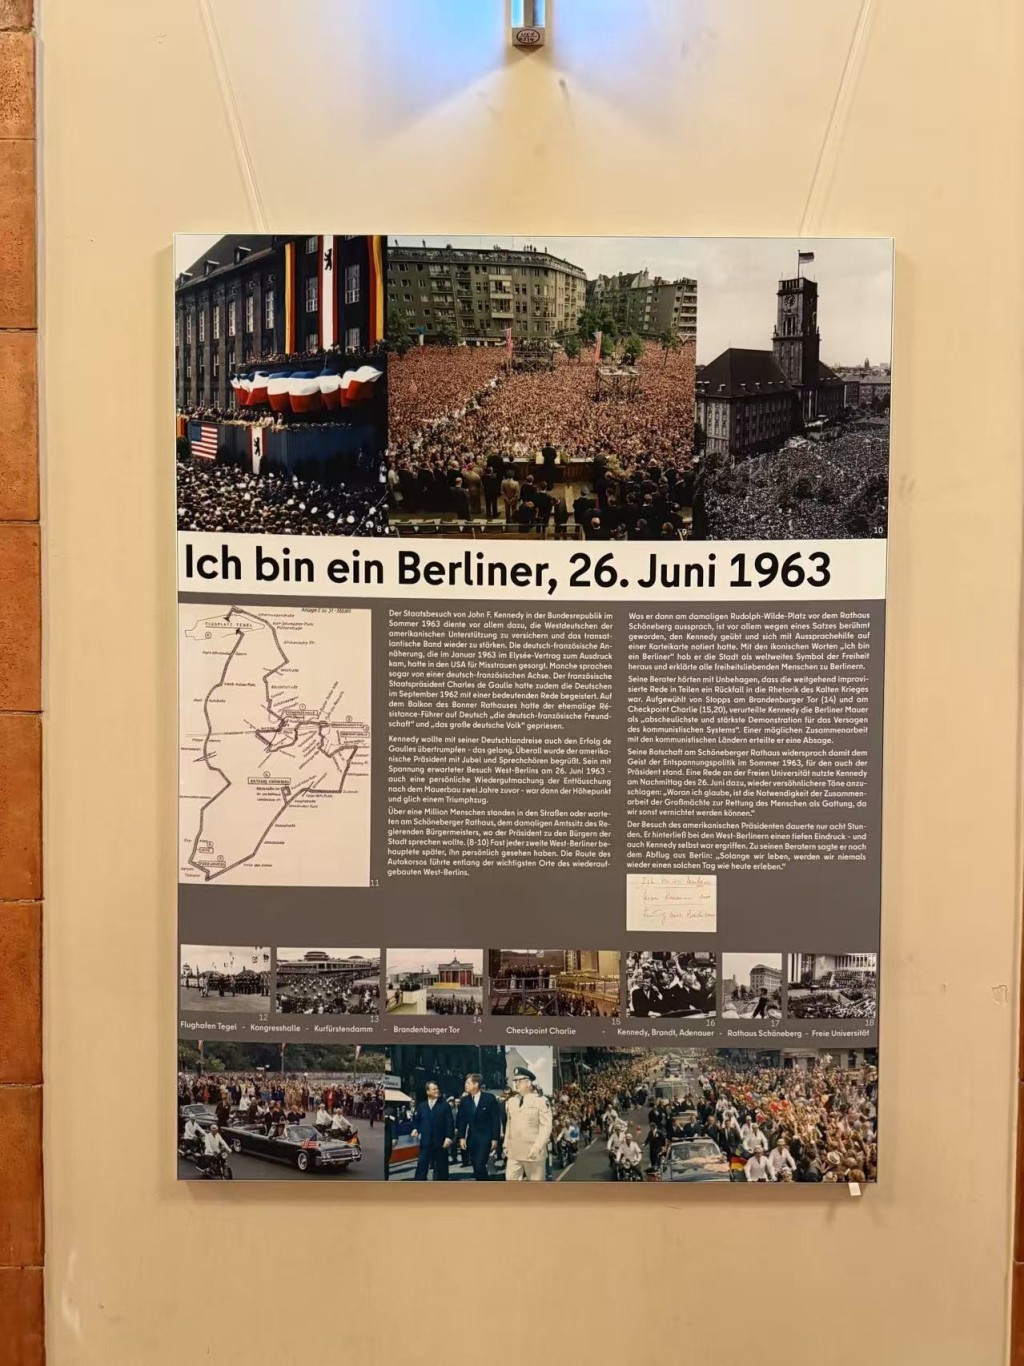 8
9
10
Ich bin ein Berliner, 26. Juni 1963
FLUGPLATZ TEGEL
11
Der Staatsbesuch von John F. Kennedy in der Bundesrepublik im
Sommer 1963 diente vor allem dazu, die Westdeutschen der
amerikanischen Unterstützung zu versichern und das transat-
lantische Band wieder zu stärken. Die deutsch-französische An-
näherung, die im Januar 1963 im Elysée-Vertrag zum Ausdruck
kam, hatte in den USA für Misstrauen gesorgt. Manche sprachen
sogar von einer deutsch-französischen Achse. Der französische
Staatspräsident Charles de Gaulle hatte zudem die Deutschen
im September 1962 mit einer bedeutenden Rede begeistert. Auf
dem Balkon des Bonner Rathauses hatte der ehemalige Ré-
sistance-Führer auf Deutsch „die deutsch-französische Freund-
schaft“ und „das große deutsche Volk“ gepriesen.
Kennedy wollte mit seiner Deutschlandreise auch den Erfolg de
Gaulles übertrumpfen - das gelang. Überall wurde der amerika-
nische Präsident mit Jubel und Sprechchören begrüßt. Sein mit
Spannung erwarteter Besuch West-Berlins am 26. Juni 1963 -
auch eine persönliche Wiedergutmachung der Enttäuschung
nach dem Mauerbau zwei Jahre zuvor - war dann der Höhepunkt
und glich einem Triumphzug.
Über eine Million Menschen standen in den Straßen oder warte-
ten am Schöneberger Rathaus, dem damaligen Amtssitz des Re-
gierenden Bürgermeisters, wo der Präsident zu den Bürgern der
Stadt sprechen wollte. (8-10) Fast jeder zweite West-Berliner be-
hauptete später, ihn persönlich gesehen haben. Die Route des
Autokorsos führte entlang der wichtigsten Orte des wiederauf-
gebauten West-Berlins.
Was er dann am damaligen Rudolph-Wilde-Platz vor dem Rathaus
Schöneberg aussprach, ist vor allem wegen eines Satzes berühmt
geworden, den Kennedy geübt und sich mit Aussprachehilfe auf
einer Karteikarte notiert hatte. Mit den ikonischen Worten „Ich bin
ein Berliner“ hob er die Stadt als weltweites Symbol der Freiheit
heraus und erklärte alle freiheitsliebenden Menschen zu Berlinern.
Seine Berater hörten mit Unbehagen, dass die weitgehend improvi-
sierte Rede in Teilen ein Rückfall in die Rhetorik des Kalten Krieges
war. Aufgewühlt von Stopps am Brandenburger Tor (14) und am
Checkpoint Charlie (15,20), verurteilte Kennedy die Berliner Mauer
als „abscheulichste und stärkste Demonstration für das Versagen
des kommunistischen Systems“. Einer möglichen Zusammenarbeit
mit den kommunistischen Ländern erteilte er eine Absage.
Seine Botschaft am Schöneberger Rathaus widersprach damit dem
Geist der Entspannungspolitik im Sommer 1963, für den auch der
Präsident stand. Eine Rede an der Freien Universität nutzte Kennedy
am Nachmittag des 26. Juni dazu, wieder versöhnlichere Töne anzu-
schlagen: „Woran ich glaube, ist die Notwendigkeit der Zusammen-
arbeit der Großmächte zur Rettung des Menschen als Gattung, da
wir sonst vernichtet werden können.“
Der Besuch des amerikanischen Präsidenten dauerte nur acht Stun-
den. Er hinterließ bei den West-Berlinern einen tiefen Eindruck - und
auch Kennedy selbst war ergriffen. Zu seinen Beratern sagte er nach
dem Abflug aus Berlin: „Solange wir leben, werden wir niemals
wieder einen solchen Tag wie heute erleben.“
12
13
14
15
16
17
18
Flughafen Tegel - Kongresshalle - Kurfürstendamm - Brandenburger Tor - Checkpoint Charlie - Kennedy, Brandt, Adenauer - Rathaus Schöneberg - Freie Universität